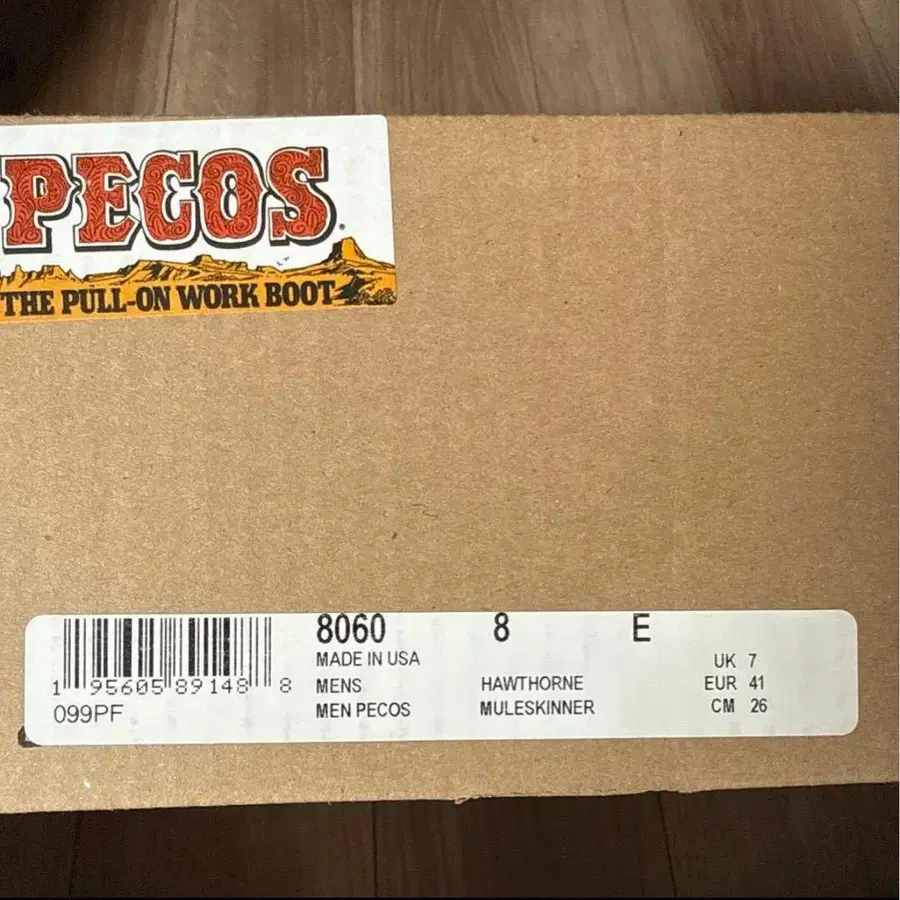 PECOS®
THE PULL-ON WORK BOOT
8060 8 E
MADE IN USA UK 7
1 95605 89148 8 MENS HAWTHORNE EUR 41
099PF MEN PECOS MULESKINNER CM 26